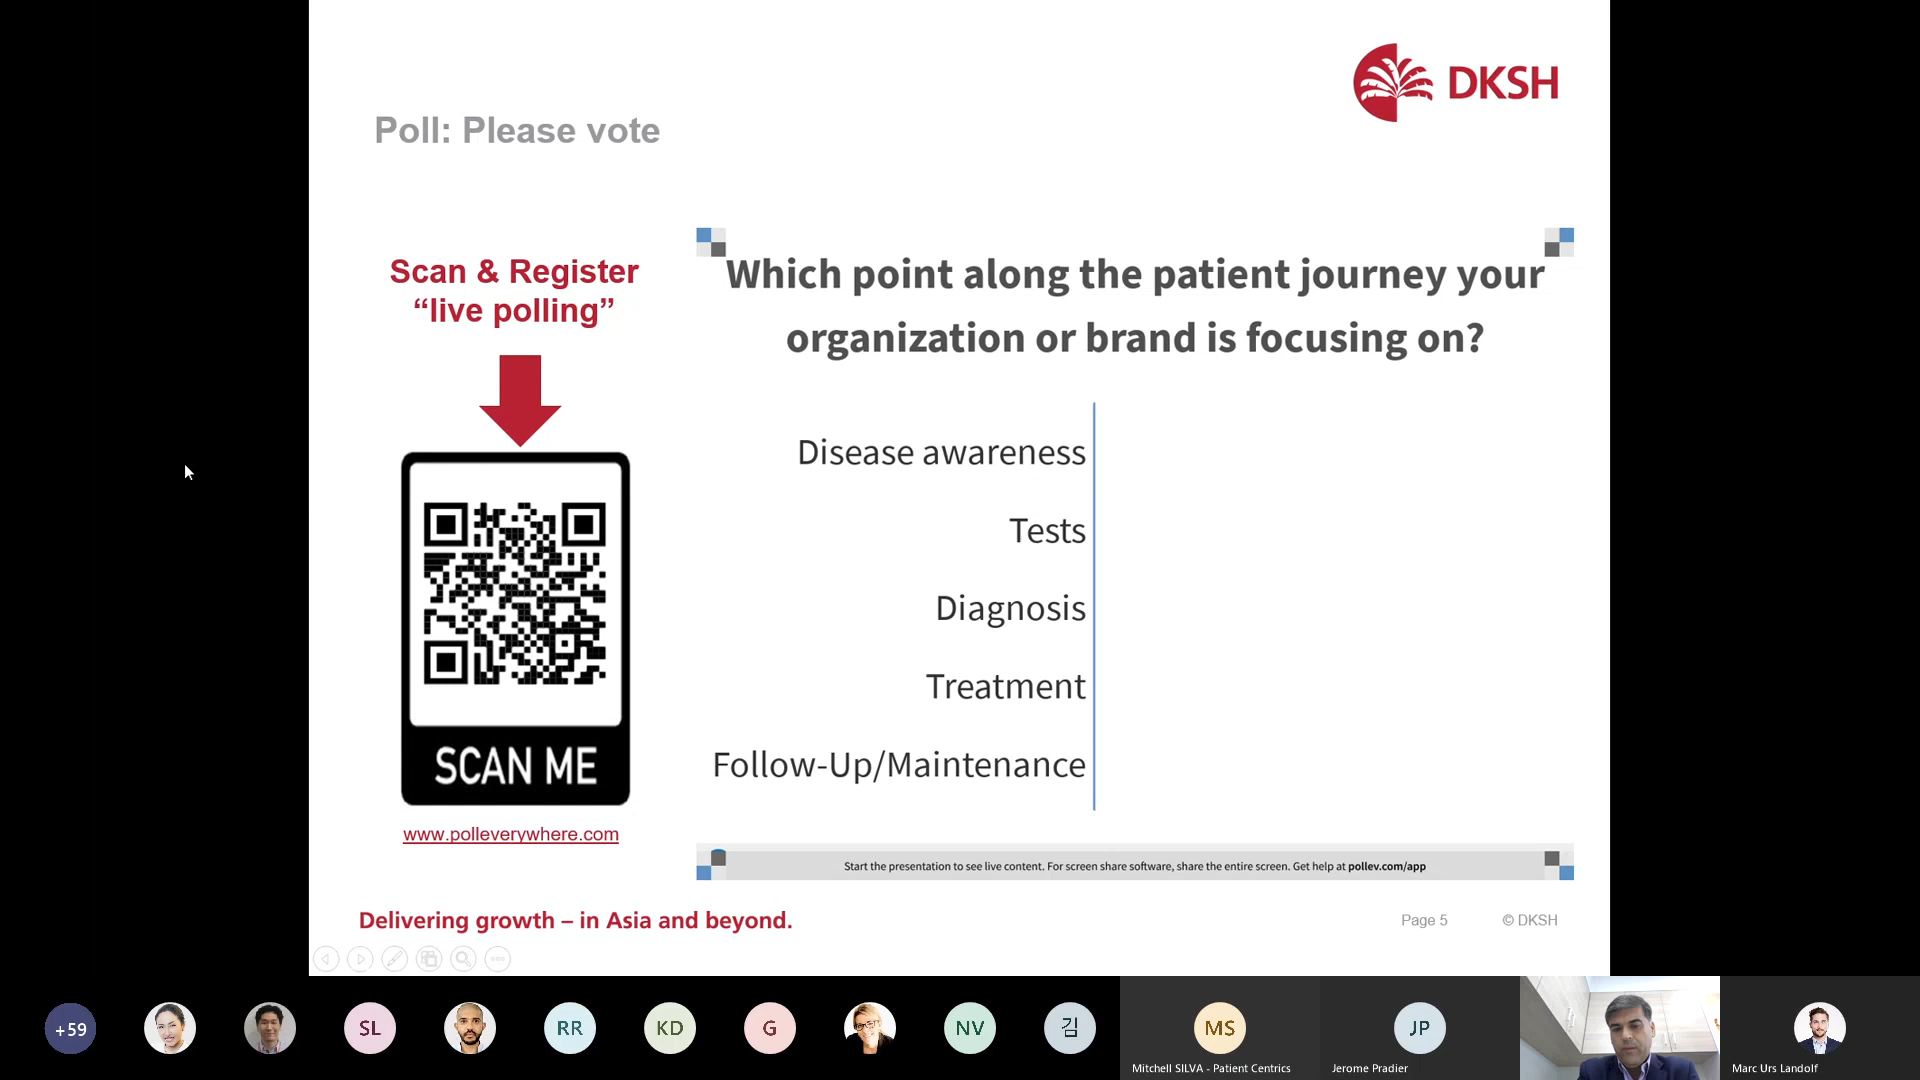 DKSH
Poll: Please vote
Scan & Register
“live polling”
SCAN ME
www.polleverywhere.com
Which point along the patient journey your
organization or brand is focusing on?
Disease awareness
Tests
Diagnosis
Treatment
Follow-Up/Maintenance
Start the presentation to see live content. For screen share software, share the entire screen. Get help at pollev.com/app
Delivering growth – in Asia and beyond.
Page 5
© DKSH
+59
SL
RR
KD
G
NV
김
MS
Mitchell SILVA - Patient Centrics
JP
Jerome Pradier
Marc Urs Landolf